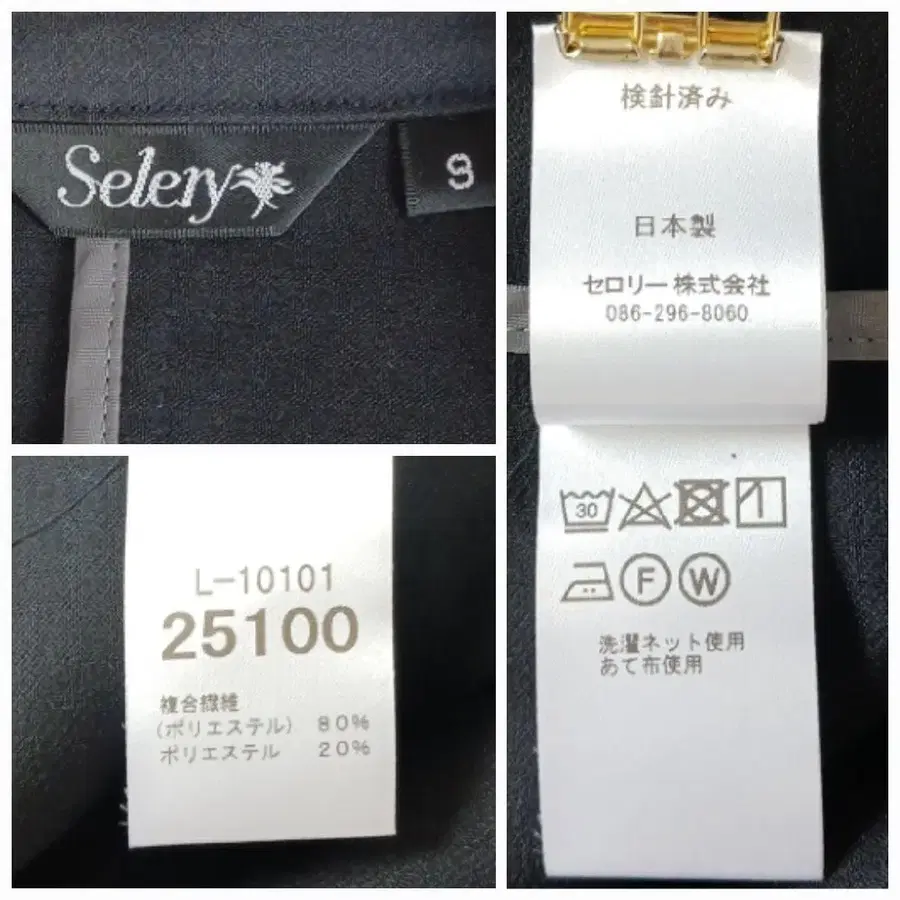 Selery
9
検針済み
日本製
セロリー株式会社
086-296-8060
30
F W
洗濯ネット使用
あて布使用
L-10101
25100
複合繊維
(ポリエステル) 80%
ポリエステル 20%